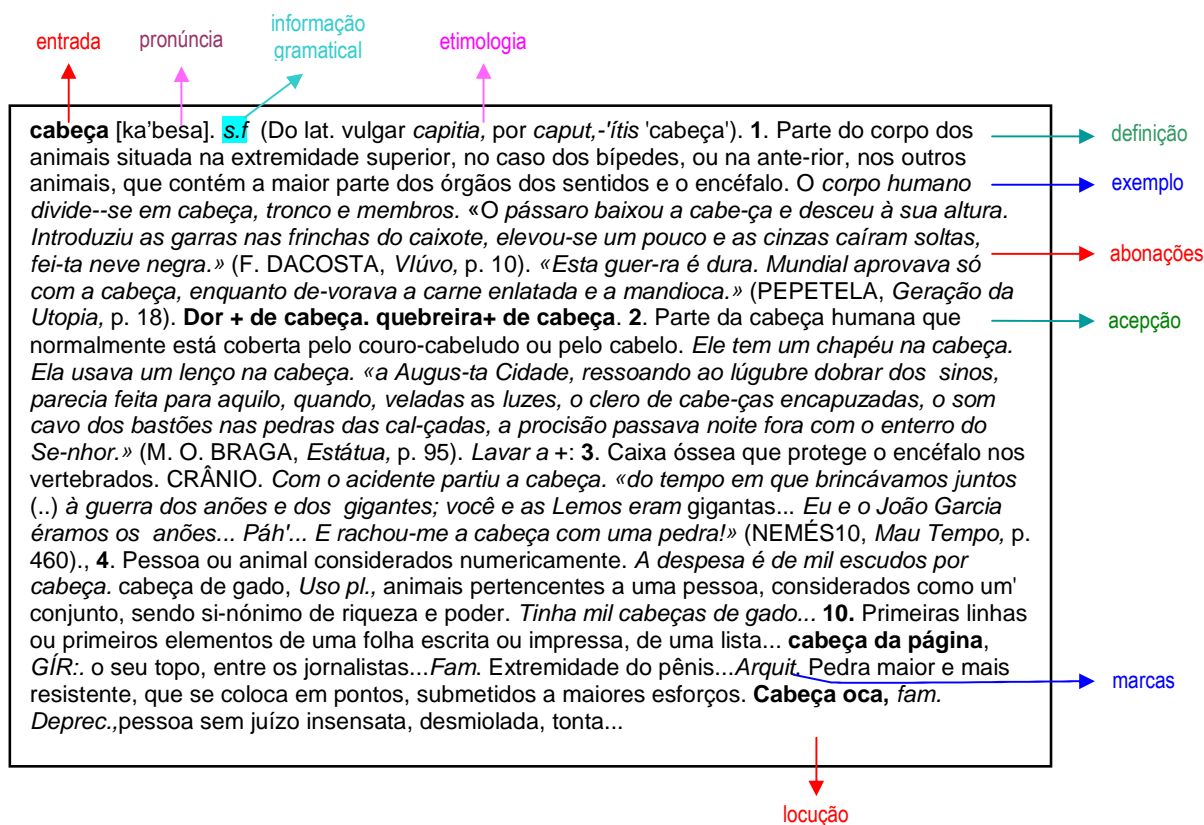 informação
entrada pronúncia gramatical etimologia
cabeça [ka’besa]. s.f (Do lat. vulgar capitia, por caput,-'ítis 'cabeça'). 1. Parte do corpo dos definição
animais situada na extremidade superior, no caso dos bípedes, ou na ante-rior, nos outros
animais, que contém a maior parte dos órgãos dos sentidos e o encéfalo. O corpo humano exemplo
divide--se em cabeça, tronco e membros. «O pássaro baixou a cabe-ça e desceu à sua altura.
Introduziu as garras nas frinchas do caixote, elevou-se um pouco e as cinzas caíram soltas,
fei-ta neve negra.» (F. DACOSTA, Vlúvo, p. 10). «Esta guer-ra é dura. Mundial aprovava só abonações
com a cabeça, enquanto de-vorava a carne enlatada e a mandioca.» (PEPETELA, Geração da
Utopia, p. 18). Dor + de cabeça. quebreira+ de cabeça. 2. Parte da cabeça humana que acepção
normalmente está coberta pelo couro-cabeludo ou pelo cabelo. Ele tem um chapéu na cabeça.
Ela usava um lenço na cabeça. «a Augus-ta Cidade, ressoando ao lúgubre dobrar dos sinos,
parecia feita para aquilo, quando, veladas as luzes, o clero de cabe-ças encapuzadas, o som
cavo dos bastões nas pedras das cal-çadas, a procisão passava noite fora com o enterro do
Se-nhor.» (M. O. BRAGA, Estátua, p. 95). Lavar a +: 3. Caixa óssea que protege o encéfalo nos
vertebrados. CRÂNIO. Com o acidente partiu a cabeça. «do tempo em que brincávamos juntos
(..) à guerra dos anões e dos gigantes; você e as Lemos eram gigantas... Eu e o João Garcia
éramos os anões... Páh'... E rachou-me a cabeça com uma pedra!» (NEMÉS10, Mau Tempo, p.
460)., 4. Pessoa ou animal considerados numericamente. A despesa é de mil escudos por
cabeça. cabeça de gado, Uso pl., animais pertencentes a uma pessoa, considerados como um'
conjunto, sendo si-nónimo de riqueza e poder. Tinha mil cabeças de gado... 10. Primeiras linhas
ou primeiros elementos de uma folha escrita ou impressa, de uma lista... cabeça da página,
GÍR:. o seu topo, entre os jornalistas...Fam. Extremidade do pênis...Arquit. Pedra maior e mais
resistente, que se coloca em pontos, submetidos a maiores esforços. Cabeça oca, fam. marcas
Deprec.,pessoa sem juízo insensata, desmiolada, tonta...
locução